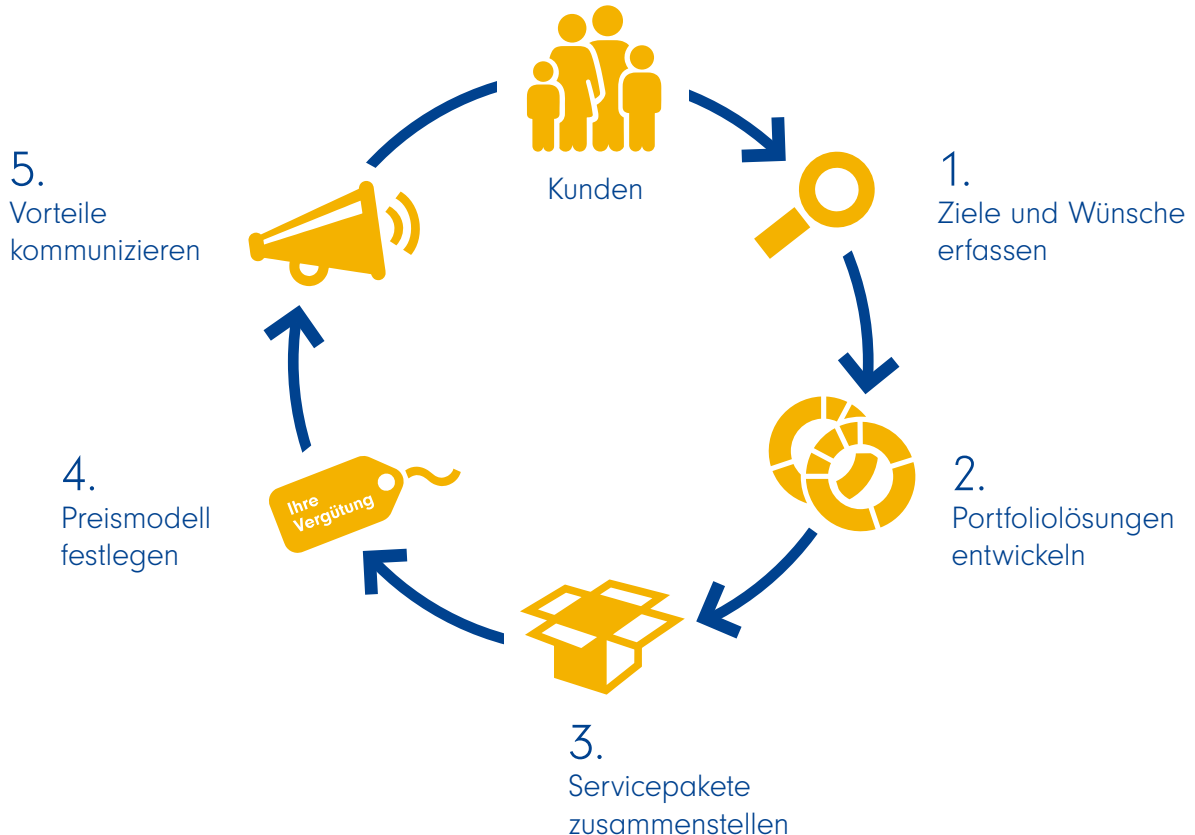 Kunden
1.
Ziele und Wünsche
erfassen
2.
Portfoliolösungen
entwickeln
3.
Servicepakete
zusammenstellen
4.
Preismodell
festlegen
Ihre
Vergütung
5.
Vorteile
kommunizieren